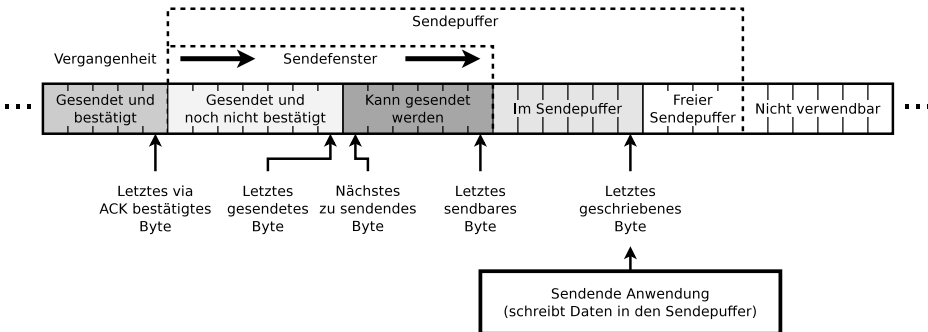 Sendepuffer
Vergangenheit
Sendefenster
Gesendet und
bestätigt
Gesendet und
noch nicht bestätigt
Kann gesendet
werden
Im Sendepuffer
Freier
Sendepuffer
Nicht verwendbar
Letztes via
ACK bestätigtes
Byte
Letztes
gesendetes
Byte
Nächstes
zu sendendes
Byte
Letztes
sendbares
Byte
Letztes
geschriebenes
Byte
Sendende Anwendung
(schreibt Daten in den Sendepuffer)